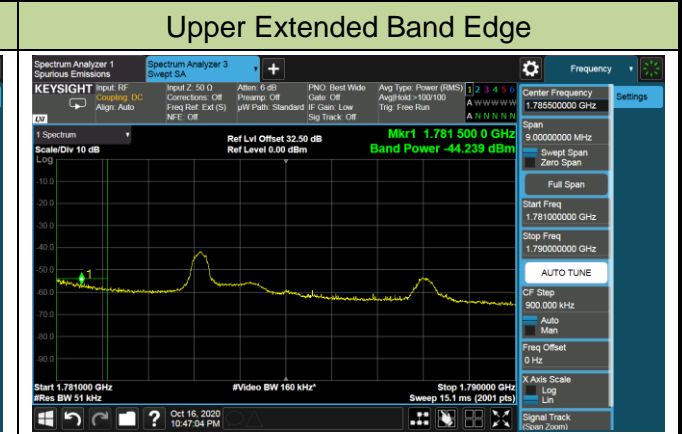 Upper Extended Band Edge
Spectrum Analyzer 1
Spurious Emissions
Spectrum Analyzer 3
Swept SA
+
Frequency
KEYSIGHT
Input: RF
Coupling: DC
Align: Auto
Input Z: 50 Ω
Corrections: Off
Freq Ref: Ext (S)
NFE: Off
Atten: 6 dB
Preamp: Off
µW Path: Standard
PNO: Best Wide
Gate: Off
IF Gain: Low
Sig Track: Off
Avg Type: Power (RMS)
Avg|Hold:>100/100
Trig: Free Run
1 2 3 4 5 6
A W W W W W
A N N N N N
LXI
1 Spectrum
Scale/Div 10 dB
Ref Lvl Offset 32.50 dB
Ref Level 0.00 dBm
Mkr1 1.781 500 0 GHz
Band Power -44.239 dBm
Log
-10.0
-20.0
-30.0
-40.0
-50.0
-60.0
-70.0
-80.0
-90.0
1
Start 1.781000 GHz
#Res BW 51 kHz
#Video BW 160 kHz*
Stop 1.790000 GHz
Sweep 15.1 ms (2001 pts)
Center Frequency
1.785500000 GHz
Settings
Span
9.00000000 MHz
Swept Span
Zero Span
Full Span
Start Freq
1.781000000 GHz
Stop Freq
1.790000000 GHz
AUTO TUNE
CF Step
900.000 kHz
Auto
Man
Freq Offset
0 Hz
X Axis Scale
Log
Lin
Signal Track
(Span Zoom)
?
Oct 16, 2020
10:47:04 PM